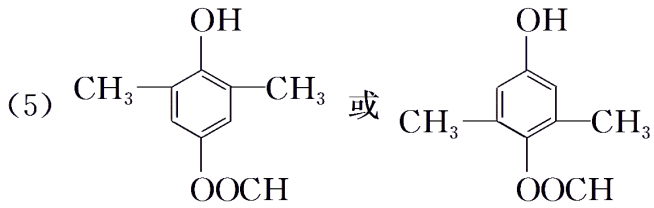 OH OH
(5) CH₃ CH₃ 或 CH₃ CH₃
OOCH OOCH